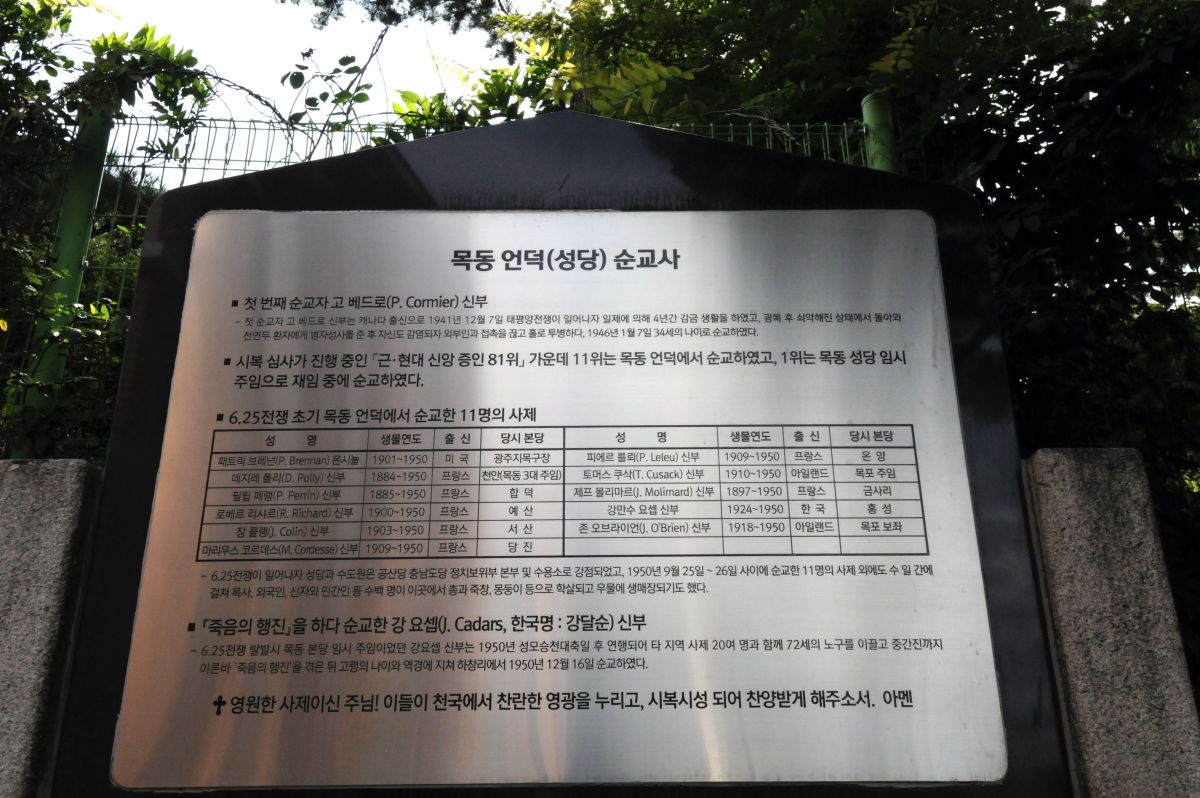 목동 언덕(성당) 순교사
▪ 첫 번째 순교자 고 베드로(P. Cormier) 신부
– 첫 순교자 고 베드로 신부는 캐나다 출신으로 1941년 12월 7일 태평양전쟁이 일어나자 일제에 의해 4년간 감금 생활을 하였고, 광복 후 쇠약해진 상태에서 돌아와
천연두 환자에게 병자성사를 준 후 자신도 감염되자 외부인과 접촉을 끊고 홀로 투병하다, 1946년 1월 7일 34세의 나이로 순교하였다.
▪ 시복 심사가 진행 중인 「근·현대 신앙 증인 81위」 가운데 11위는 목동 언덕에서 순교하였고, 1위는 목동 성당 임시
주임으로 재임 중에 순교하였다.
▪ 6.25전쟁 초기 목동 언덕에서 순교한 11명의 사제
성 명 생몰연도 출 신 당시 본당 성 명 생몰연도 출 신 당시 본당
패트릭 브레넌(P. Brennan) 몬시뇰 1901~1950 미 국 광주지목구장 피에르 를뢰(P. Leleu) 신부 1909~1950 프랑스 온 양
데지레 폴리(D. Polly) 신부 1884~1950 프랑스 천안(목동 3대 주임) 토머스 쿠삭(T. Cusack) 신부 1910~1950 아일랜드 목포 주임
필립 페랭(P. Perrin) 신부 1885~1950 프랑스 합 덕 제프 몰리마르(J. Molimard) 신부 1897~1950 프랑스 금사리
로베르 리샤르(R. Richard) 신부 1900~1950 프랑스 예 산 강만수 요셉 신부 1924~1950 한 국 홍 성
장 콜랭(J. Colin) 신부 1903~1950 프랑스 서 산 존 오브라이언(J. O'Brien) 신부 1918~1950 아일랜드 목포 보좌
마리우스 코르데스(M. Cordesse) 신부 1909~1950 프랑스 당 진
– 6.25전쟁이 일어나자 성당과 수도원은 공산당 충남도당 정치보위부 본부 및 수용소로 강점되었고, 1950년 9월 25일 ~ 26일 사이에 순교한 11명의 사제 외에도 수 일 간에
걸쳐 목사, 외국인, 신자와 민간인 등 수백 명이 이곳에서 총과 죽창, 몽둥이 등으로 학살되고 우물에 생매장되기도 했다.
▪ 『죽음의 행진』을 하다 순교한 강 요셉(J. Cadars, 한국명 : 강달순) 신부
– 6.25전쟁 발발시 목동 본당 임시 주임이었던 강요셉 신부는 1950년 성모승천대축일 후 연행되어 타 지역 사제 20여 명과 함께 72세의 노구를 이끌고 중간진까지
이른바 '죽음의 행진'을 겪은 뒤 고령의 나이와 역경에 지쳐 하창리에서 1950년 12월 16일 순교하였다.
✝영원한 사제이신 주님! 이들이 천국에서 찬란한 영광을 누리고, 시복시성 되어 찬양받게 해주소서. 아멘